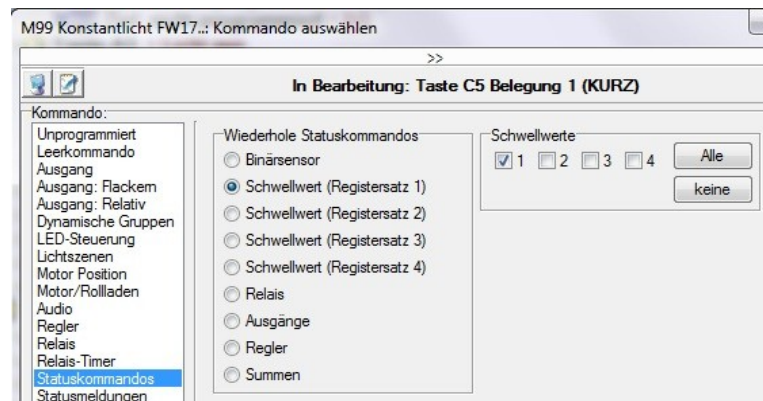 M99 Konstantlicht FW17..: Kommando auswählen
>>
In Bearbeitung: Taste C5 Belegung 1 (KURZ)
Kommando:
Unprogrammiert
Leerkommando
Ausgang
Ausgang: Flackern
Ausgang: Relativ
Dynamische Gruppen
LED-Steuerung
Lichtszenen
Motor Position
Motor/Rollladen
Audio
Regler
Relais
Relais-Timer
Statuskommandos
Statusmeldungen
Wiederhole Statuskommandos
Binärsensor
Schwellwert (Registersatz 1)
Schwellwert (Registersatz 2)
Schwellwert (Registersatz 3)
Schwellwert (Registersatz 4)
Relais
Ausgänge
Regler
Summen
Schwellwerte
1 2 3 4
Alle
keine